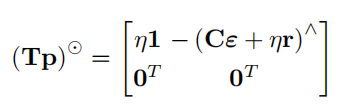 (Tp)^⊙ = [ η1 − (Cε + ηr)^∧
0^T 0^T ]